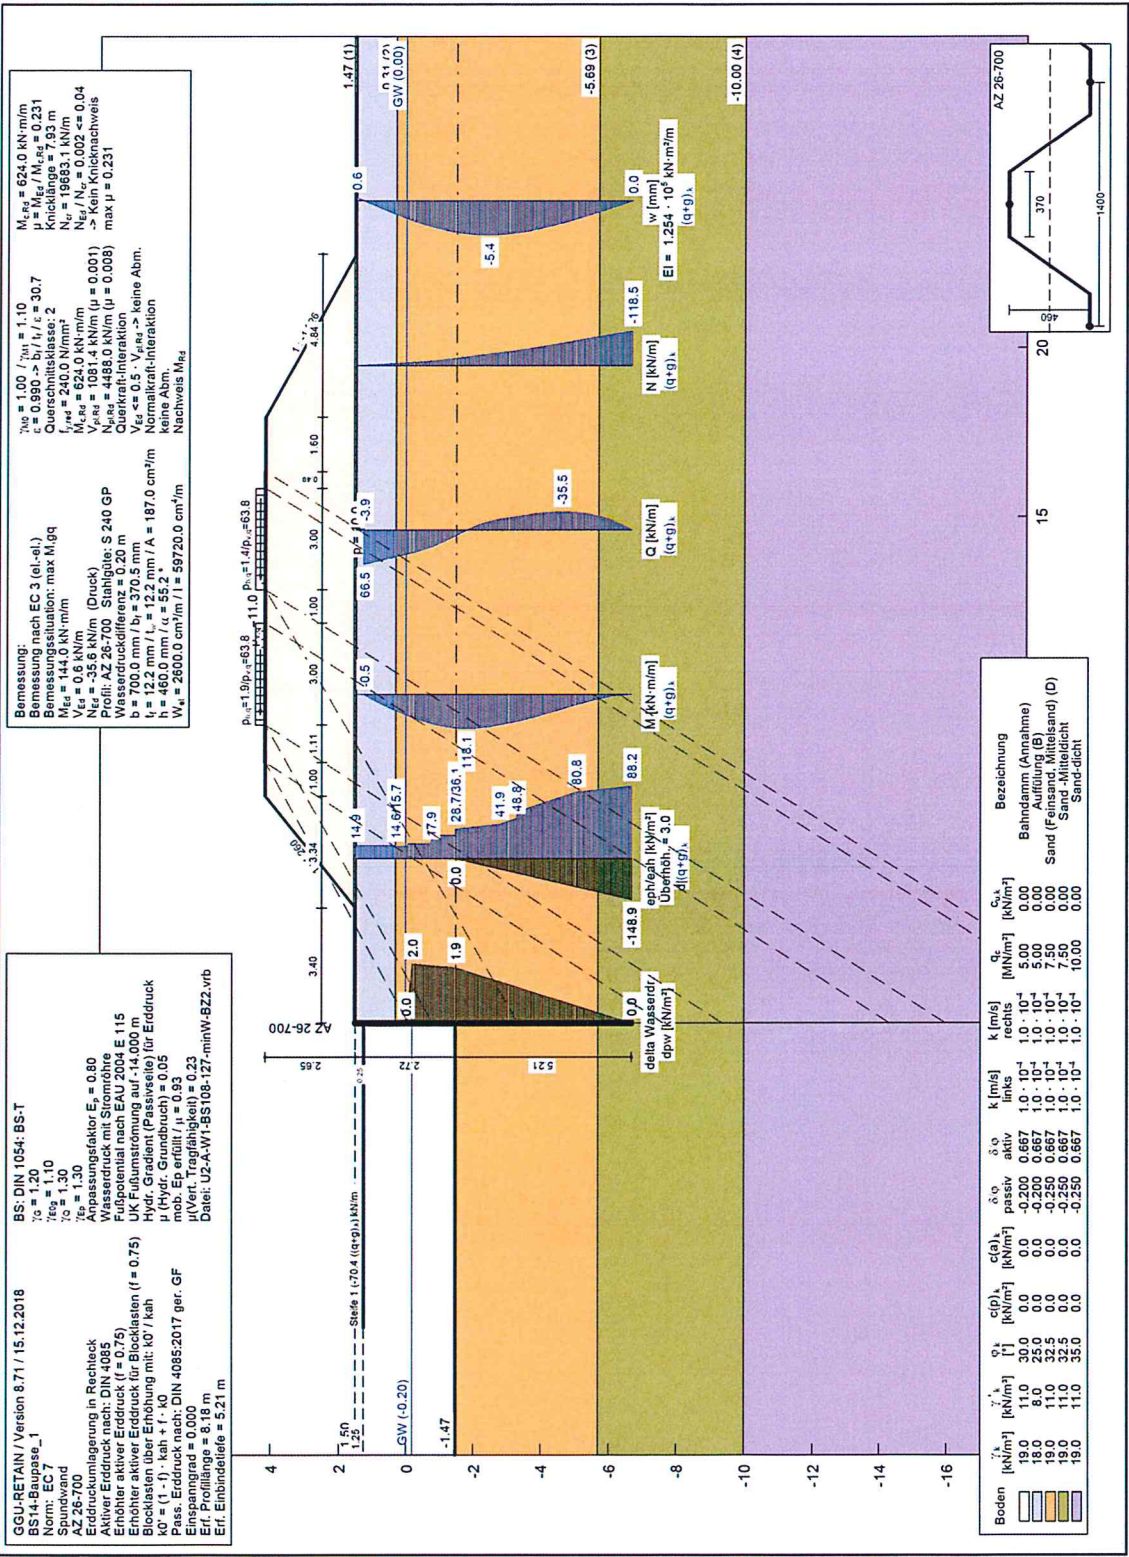 GGU-RETAIN / Version 8.71 / 15.12.2018
BS14-Baupase_1
Norm: EC 7
Spundwand
AZ 26-700
Erddruckumlagerung in Rechteck
Aktiver Erddruck nach: DIN 4085
Erhöhter aktiver Erddruck (f = 0.75)
Erhöhter aktiver Erddruck für Blocklasten (f = 0.75)
Blocklasten über Erhöhung mit: k0' / kah
k0' = (1 - f) · kah + f · k0
Pass. Erddruck nach: DIN 4085:2017 ger. GF
Einspanngrad = 0.000
Erf. Profillänge = 8.18 m
Erf. Einbindetiefe = 5.21 m
BS: DIN 1054: BS-T
γG = 1.20
γE0g = 1.10
γQ = 1.30
γEp = 1.30
Anpassungsfaktor Ep = 0.80
Wasserdruck mit Stromröhre
Fußpotential nach EAU 2004 E 115
UK Fußumströmung auf -14.000 m
Hydr. Gradient (Passivseite) für Erddruck
μ (Hydr. Grundbruch) = 0.05
mob. Ep erfüllt / μ = 0.93
μ(Vert. Tragfähigkeit) = 0.23
Datei: U2-A-W1-BS108-127-minW-BZ2.vrb
Bemessung:
Bemessung nach EC 3 (el.-el.)
Bemessungssituation: max M,gq
MEd = 144.0 kN·m/m
VEd = 0.6 kN/m
NEd = -35.6 kN/m (Druck)
Profil: AZ 26-700 Stahlgüte: S 240 GP
Wasserdruckdifferenz = 0.20 m
b = 700.0 mm / bf = 370.5 mm
tf = 12.2 mm / tw = 12.2 mm / A = 187.0 cm²/m
h = 460.0 mm / α = 55.2 °
Wel = 2600.0 cm³/m / I = 59720.0 cm⁴/m
γM0 = 1.00 / γM1 = 1.10
ε = 0.990 -> bf / tf / ε = 30.7
Querschnittsklasse: 2
fy,red = 240.0 N/mm²
Mc,Rd = 624.0 kN·m/m
Vpl,Rd = 1081.4 kN/m (μ = 0.001)
Npl,Rd = 4488.0 kN/m (μ = 0.008)
Querkraft-Interaktion
VEd <= 0.5 · Vpl,Rd -> keine Abm.
Normalkraft-Interaktion
keine Abm.
Nachweis MRd
Mc,Rd = 624.0 kN·m/m
μ = MEd / Mc,Rd = 0.231
Knicklänge = 7.93 m
Ncr = 19683.1 kN/m
NEd / Ncr = 0.002 <= 0.04
-> Kein Knicknachweis
max μ = 0.231
ph,q=1.9/pv,q=63.8
11.0
ph,q=1.4/pv,q=63.8
3.40
3.34
1.00
1.11
3.00
1.00
3.00
0.40
1.60
4.84
1.47 (1)
0.31 (2)
GW (0.00)
-5.69 (3)
-10.00 (4)
AZ 26-700
2.65
0.25
2.72
5.21
Steife 1 (-70.4 ((q+g)k) kN/m
1.50
1.25
GW (-0.20)
-1.47
4
2
0
-2
-4
-6
-8
-10
-12
-14
-16
15
20
0.0
2.0
1.9
0.0
delta Wasserdr.
dpw [kN/m²]
14.9
14.6/15.7
17.9
28.7/36.1
41.9
48.8
80.8
88.2
0.0
-148.9
eph/eah [kN/m²]
Überhöh. = 3.0
d(q+g)k
-0.5
118.1
M [kN·m/m]
(q+g)k
66.5
-3.9
-35.5
Q [kN/m]
(q+g)k
-118.5
N [kN/m]
(q+g)k
0.6
-5.4
0.0
w [mm]
EI = 1.254 · 10⁵ kN·m²/m
(q+g)k
AZ 26-700
370
460
1400
Boden γk [kN/m³] γ'k [kN/m³] φk [°] c(p)k [kN/m²] c(a)k [kN/m²] δ/φ passiv δ/φ aktiv k [m/s] links k [m/s] rechts qc [MN/m²] cu,k [kN/m²] Bezeichnung
19.0 11.0 30.0 0.0 0.0 -0.200 0.667 1.0 · 10⁻⁴ 1.0 · 10⁻⁴ 5.00 0.00 Bahndamm (Annahme)
18.0 8.0 25.0 0.0 0.0 -0.200 0.667 1.0 · 10⁻⁴ 1.0 · 10⁻⁴ 5.00 0.00 Auffülung (B)
19.0 11.0 32.5 0.0 0.0 -0.250 0.667 1.0 · 10⁻⁴ 1.0 · 10⁻⁴ 7.50 0.00 Sand (Feinsand, Mittelsand) (D)
19.0 11.0 32.5 0.0 0.0 -0.250 0.667 1.0 · 10⁻⁴ 1.0 · 10⁻⁴ 7.50 0.00 Sand -Mitteldicht
19.0 11.0 35.0 0.0 0.0 -0.250 0.667 1.0 · 10⁻⁴ 1.0 · 10⁻⁴ 10.00 0.00 Sand-dicht